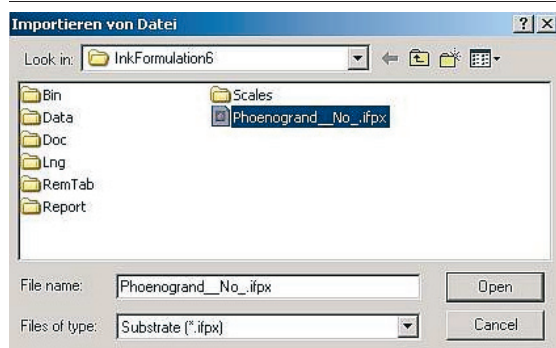 Importieren von Datei
Look in: InkFormulation6
Bin
Data
Doc
Lng
RemTab
Report
Scales
Phoenogrand__No_.ifpx
File name: Phoenogrand__No_.ifpx
Open
Files of type: Substrate (*.ifpx)
Cancel